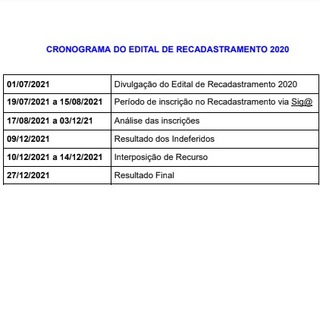 CRONOGRAMA DO EDITAL DE RECADASTRAMENTO 2020
01/07/2021 Divulgação do Edital de Recadastramento 2020
19/07/2021 a 15/08/2021 Período de inscrição no Recadastramento via Sig@
17/08/2021 a 03/12/21 Análise das inscrições
09/12/2021 Resultado dos Indeferidos
10/12/2021 a 14/12/2021 Interposição de Recurso
27/12/2021 Resultado Final